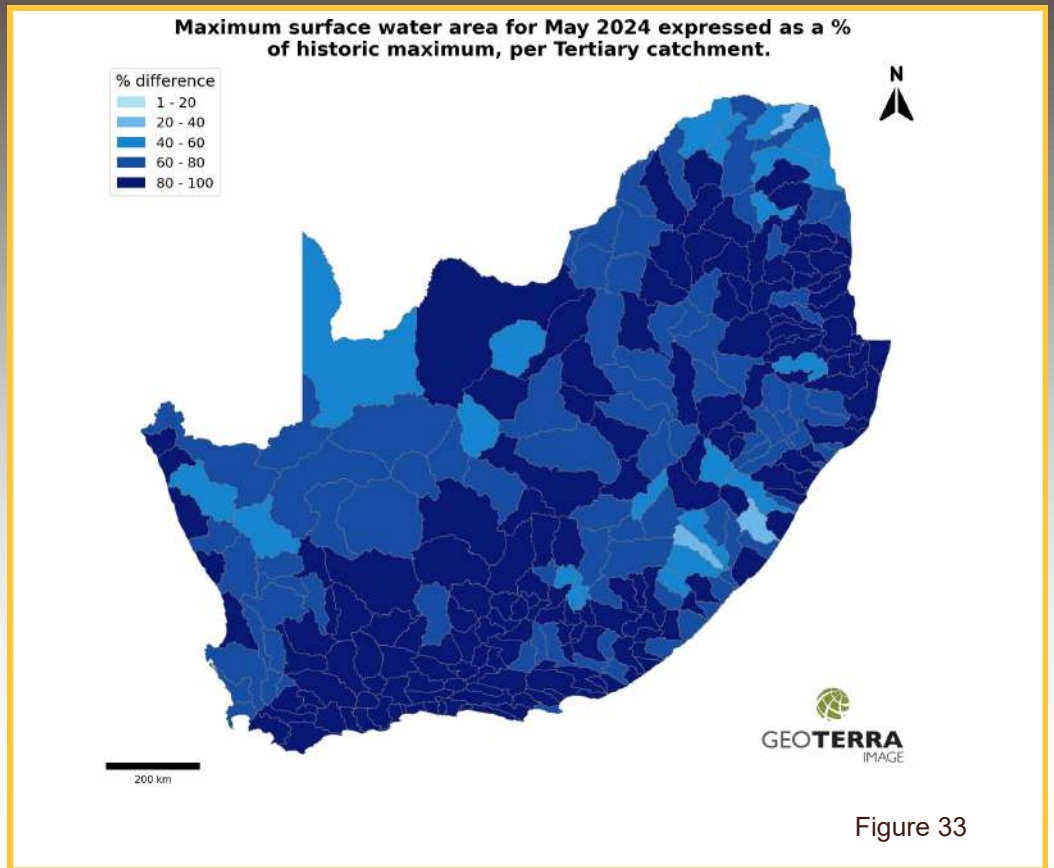 Maximum surface water area for May 2024 expressed as a %
of historic maximum, per Tertiary catchment.
% difference
1 - 20
20 - 40
40 - 60
60 - 80
80 - 100
N
200 km
GEOTERRA
IMAGE
Figure 33